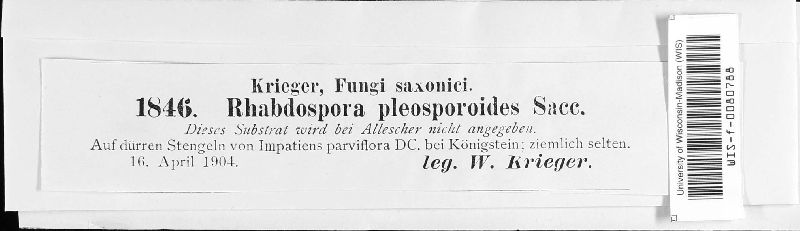 Krieger, Fungi saxonici.
1846. Rhabdospora pleosporoides Sacc.
Dieses Substrat wird bei Allescher nicht angegeben.
Auf dürren Stengeln von Impatiens parviflora DC. bei Königstein; ziemlich selten.
16. April 1904. leg. W. Krieger.
University of Wisconsin-Madison (WIS)
WIS-f-0080788